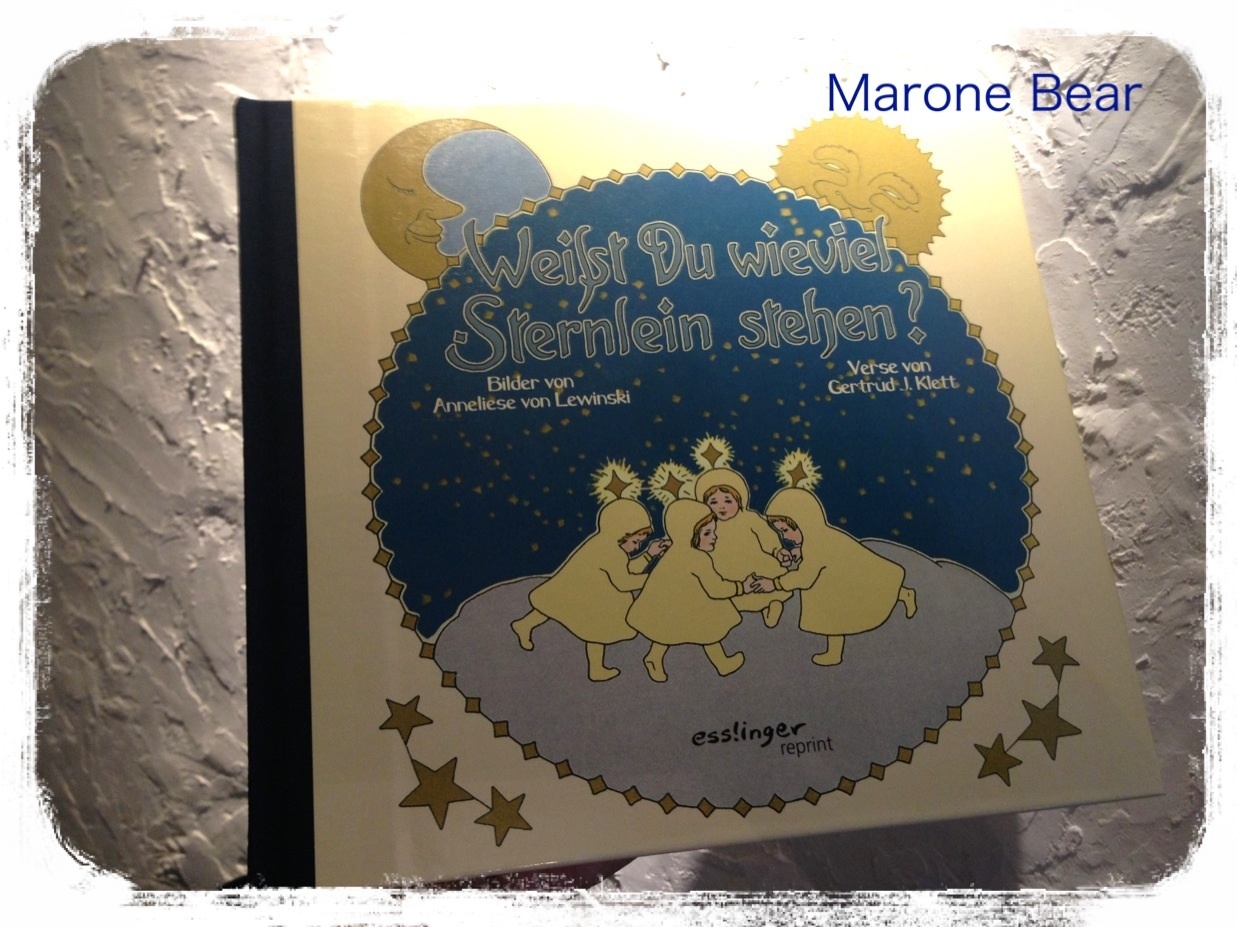 Marone Bear
Weißt Du wieviel
Sternlein stehen?
Bilder von
Anneliese von Lewinski
Verse von
Gertrud J. Klett
esslinger
reprint